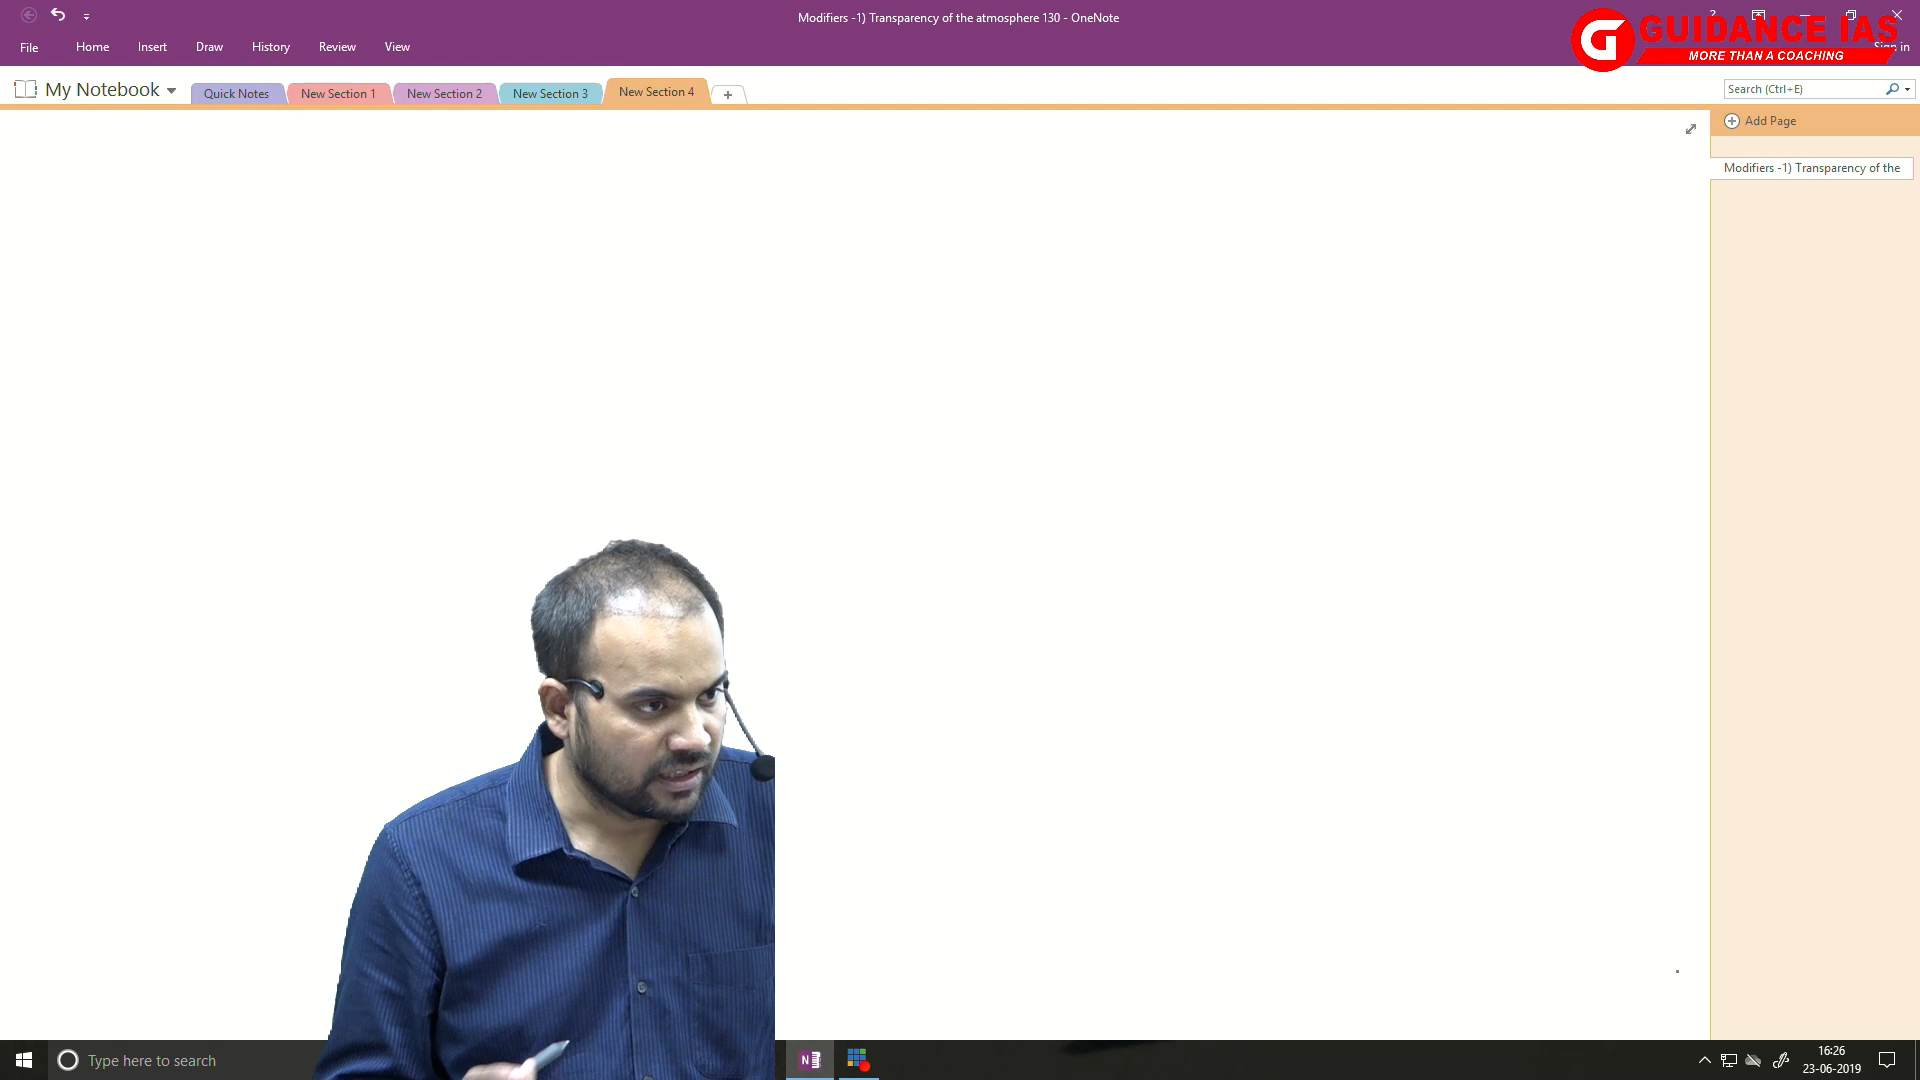 Modifiers -1) Transparency of the atmosphere 130 - OneNote
?
File
Home
Insert
Draw
History
Review
View
Sign in
GUIDANCE IAS
MORE THAN A COACHING
My Notebook
Quick Notes
New Section 1
New Section 2
New Section 3
New Section 4
+
Search (Ctrl+E)
Add Page
Modifiers -1) Transparency of the
Type here to search
N
16:26
23-06-2019